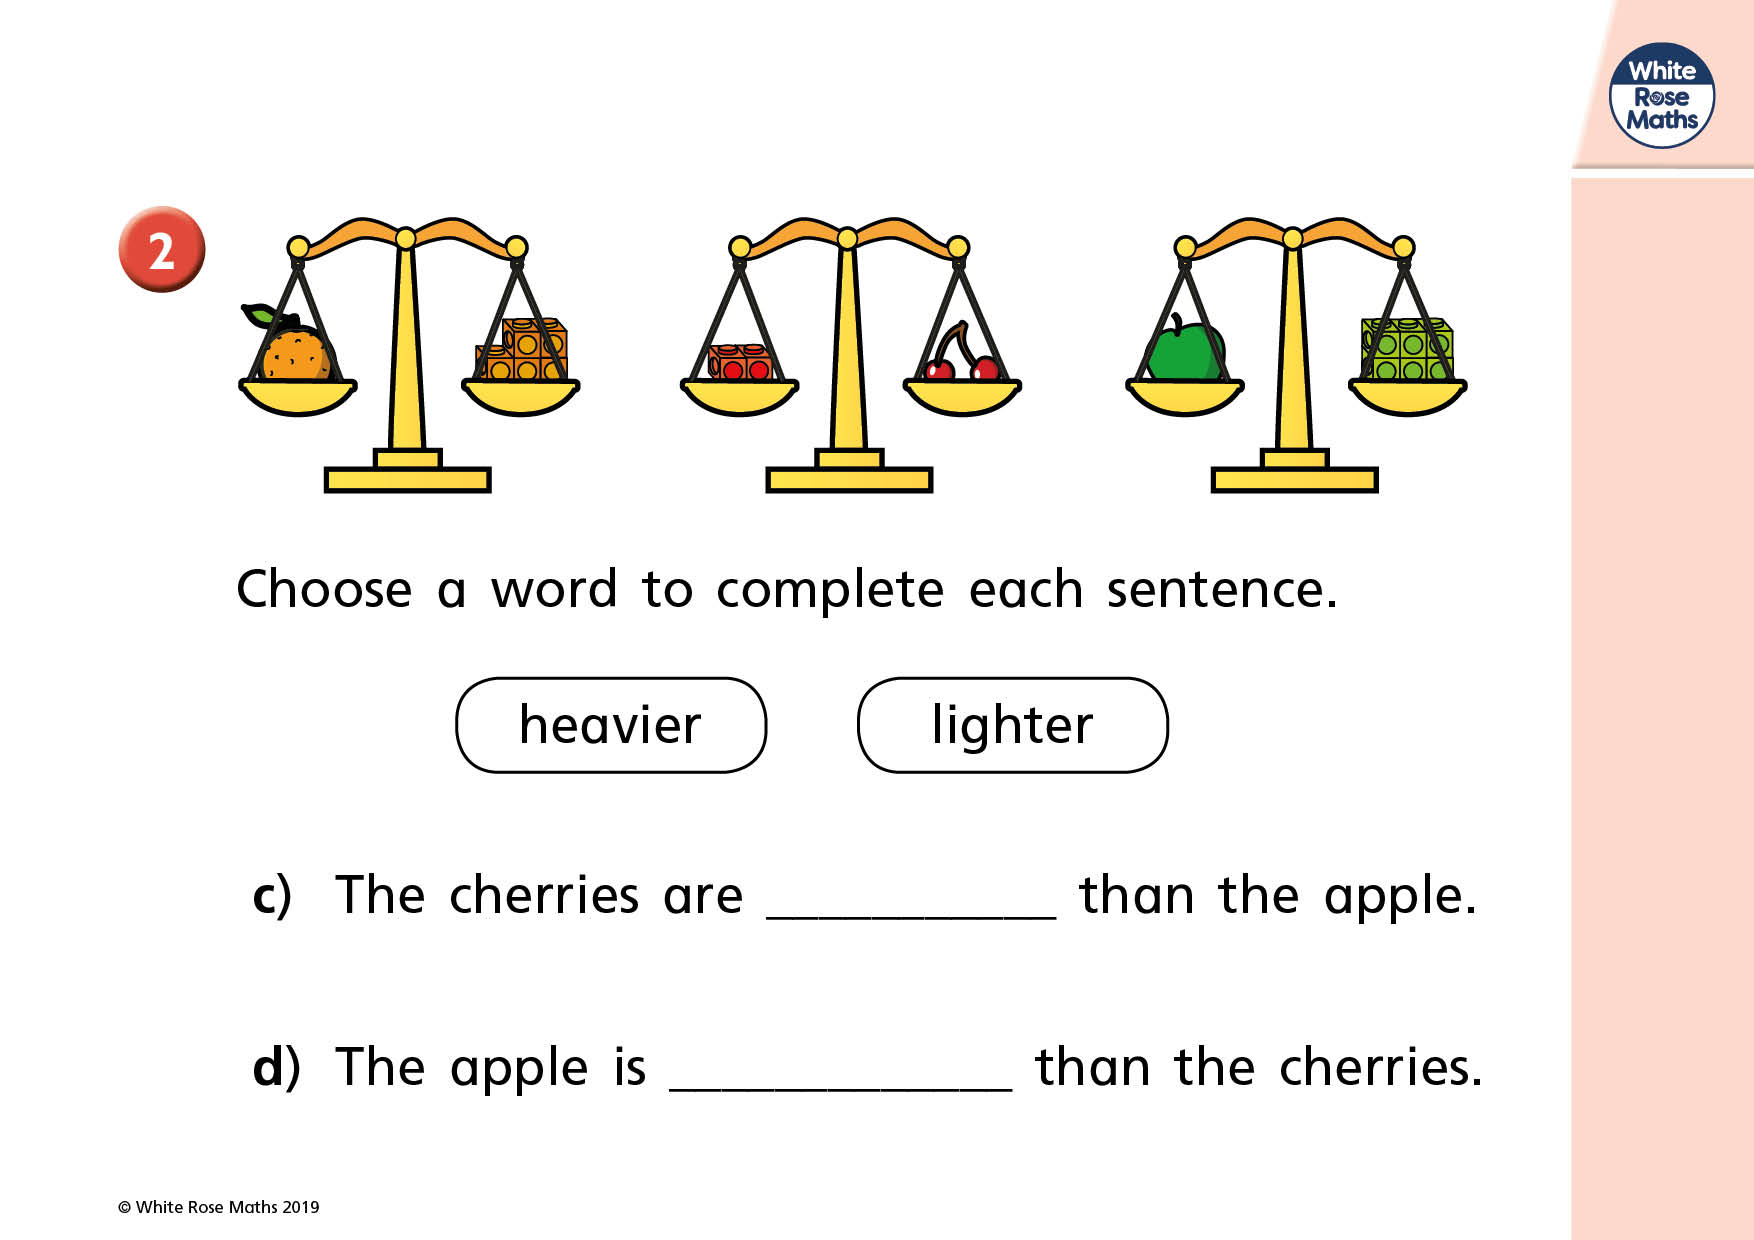 White
Rose
Maths
2
Choose a word to complete each sentence.
heavier
lighter
c) The cherries are ___________ than the apple.
d) The apple is _____________ than the cherries.
© White Rose Maths 2019